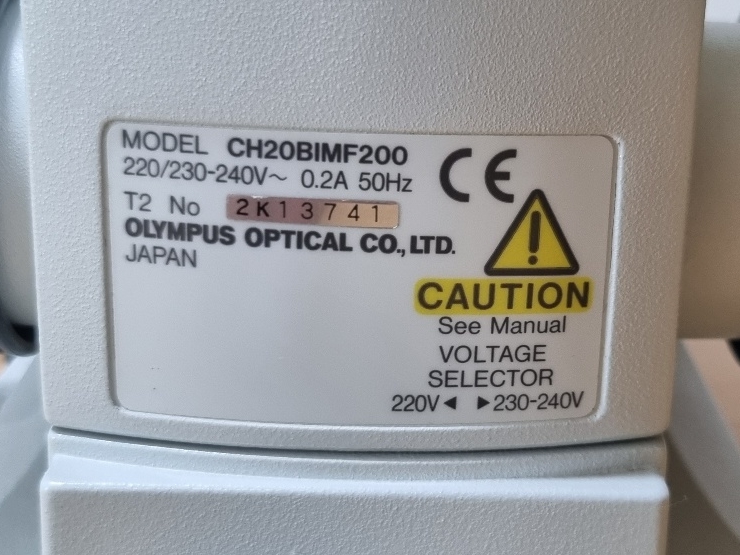 MODEL CH20BIMF200
220/230-240V~ 0.2A 50Hz
T2 No 2K13741
OLYMPUS OPTICAL CO., LTD.
JAPAN
CE
CAUTION
See Manual
VOLTAGE
SELECTOR
220V◄ ►230-240V